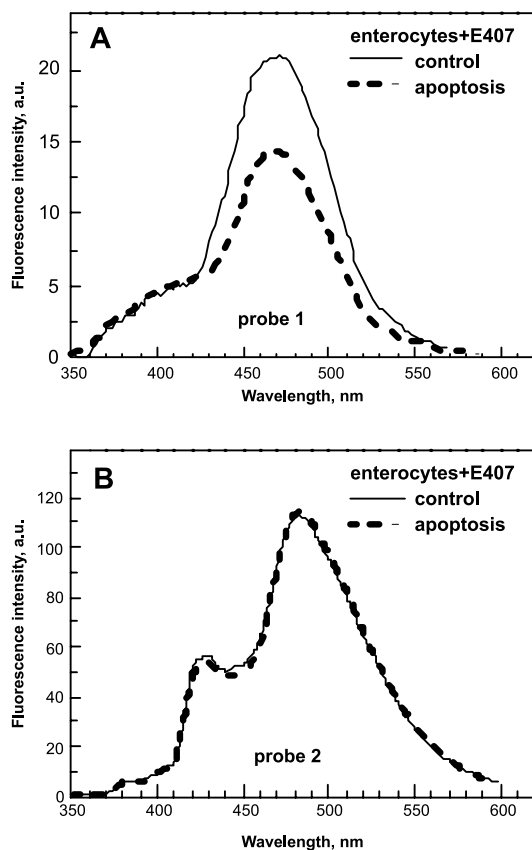 A
enterocytes+E407
control
apoptosis
Fluorescence intensity, a.u.
20
15
10
5
0
probe 1
350 400 450 500 550 600
Wavelength, nm
B
enterocytes+E407
control
apoptosis
Fluorescence intensity, a.u.
120
100
80
60
40
20
0
probe 2
350 400 450 500 550 600
Wavelength, nm